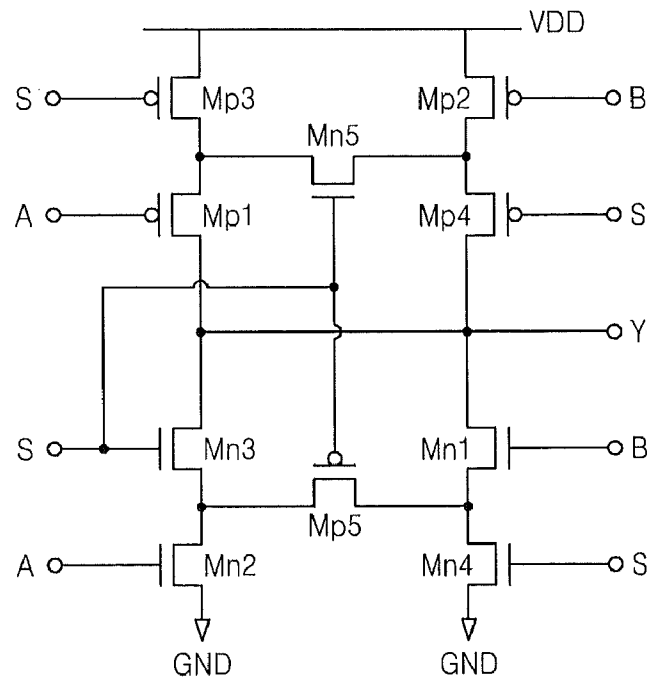 VDD
S Mp3 Mp2 B
Mn5
A Mp1 Mp4 S
Y
S Mn3 Mn1 B
Mp5
A Mn2 Mn4 S
GND GND